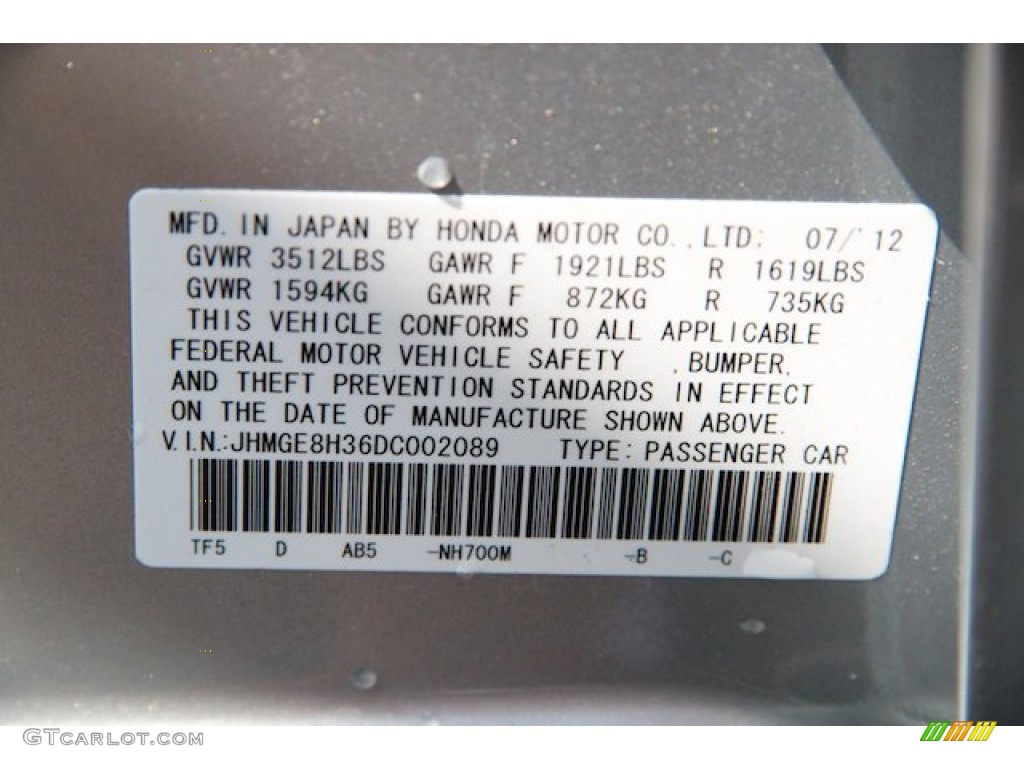 MFD. IN JAPAN BY HONDA MOTOR CO., LTD: 07/'12
GVWR 3512LBS GAWR F 1921LBS R 1619LBS
GVWR 1594KG GAWR F 872KG R 735KG
THIS VEHICLE CONFORMS TO ALL APPLICABLE
FEDERAL MOTOR VEHICLE SAFETY , BUMPER,
AND THEFT PREVENTION STANDARDS IN EFFECT
ON THE DATE OF MANUFACTURE SHOWN ABOVE.
V.I.N.:JHMGE8H36DC002089 TYPE: PASSENGER CAR
TF5 D AB5 -NH700M -B -C
GTCARLOT.COM